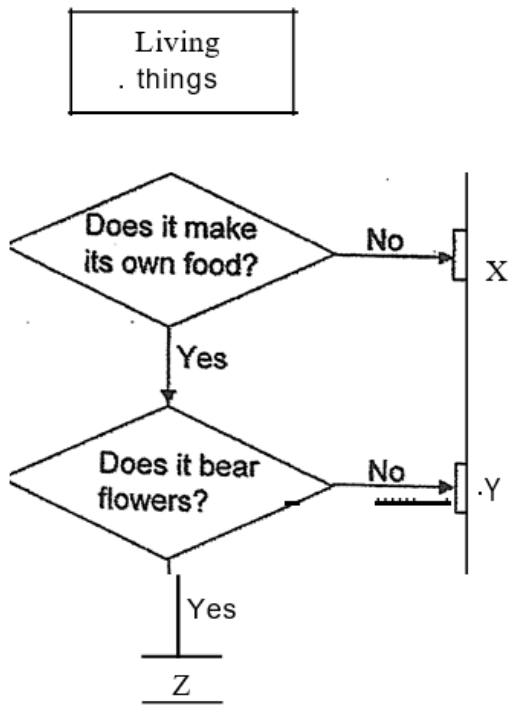 Living
. things
Does it make
its own food?
No
X
Yes
Does it bear
flowers?
No
.Y
Yes
Z